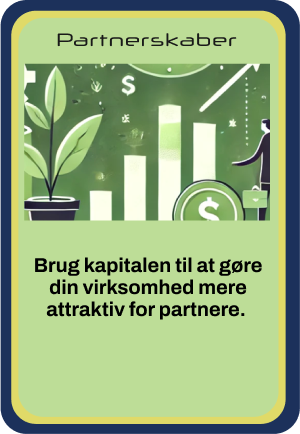 Partnerskaber
$
$
Brug kapitalen til at gøre
din virksomhed mere
attraktiv for partnere.